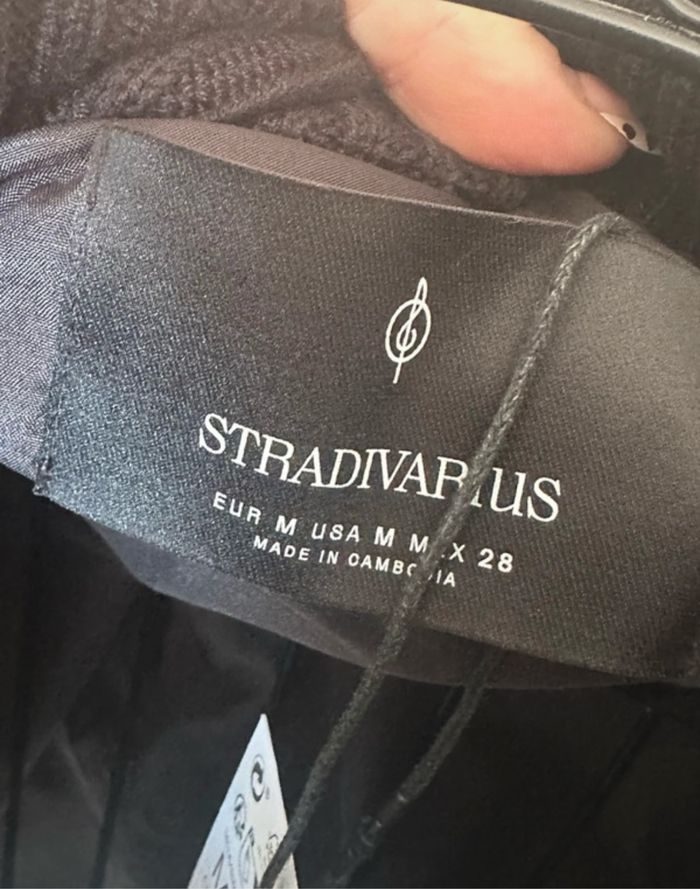 STRADIVARIUS
EUR M USA M MEX 28
MADE IN CAMBODIA